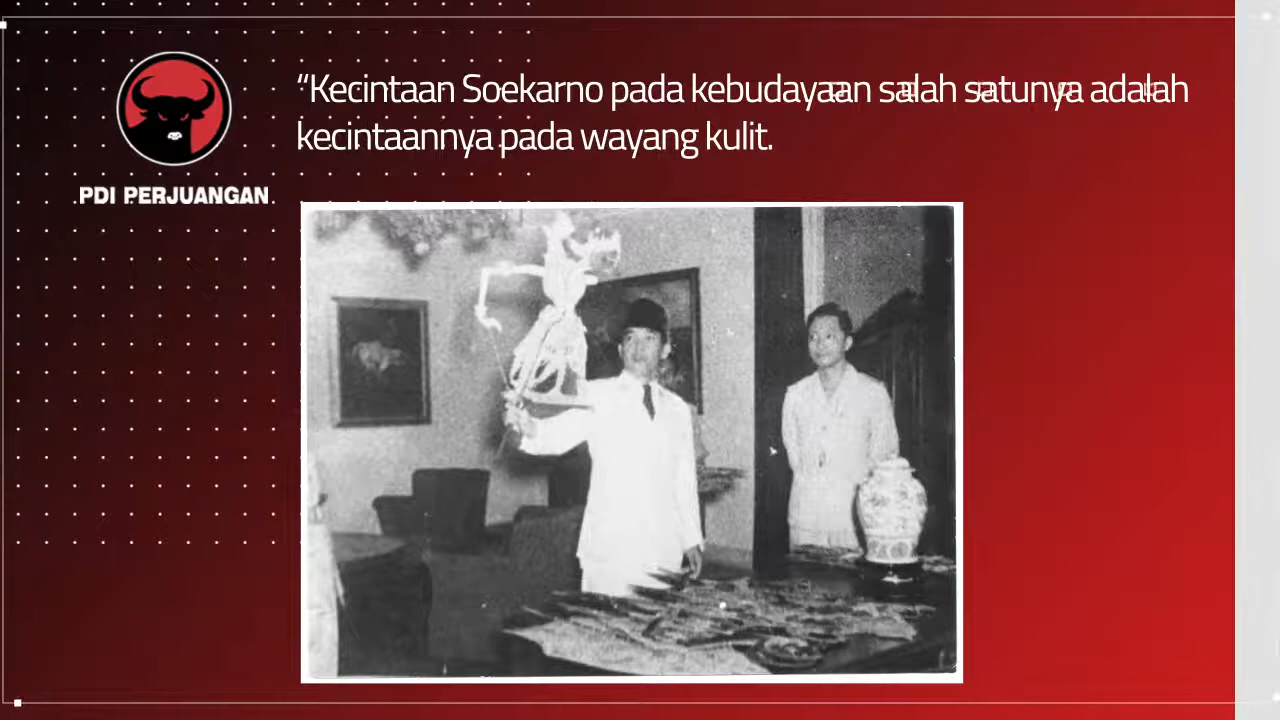 “Kecintaan Soekarno pada kebudayaan salah satunya adalah
kecintaannya pada wayang kulit.
PDI PERJUANGAN